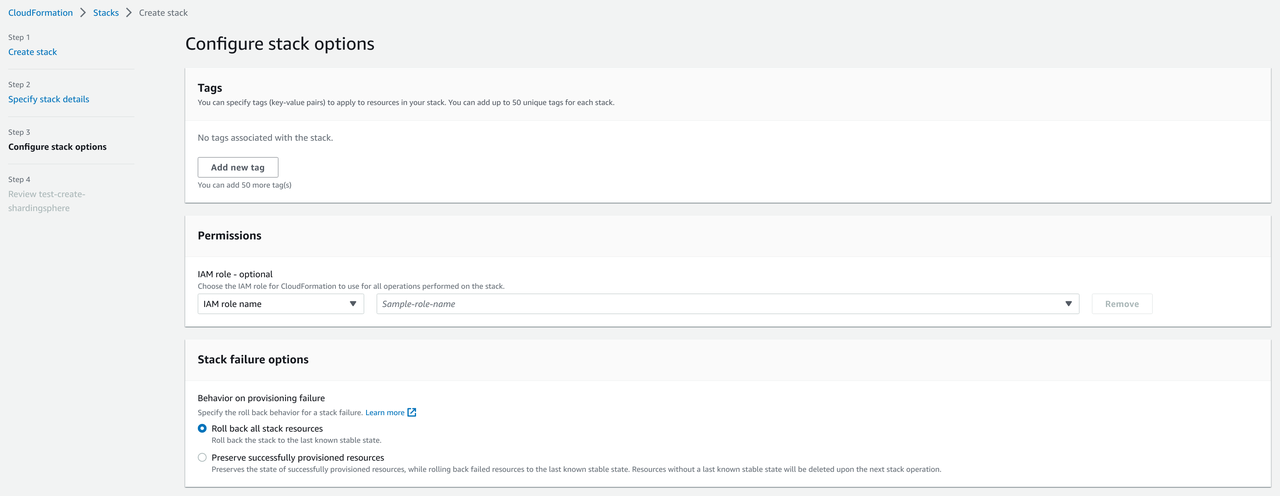 CloudFormation > Stacks > Create stack
Step 1
Create stack
Step 2
Specify stack details
Step 3
Configure stack options
Step 4
Review test-create-
shardingsphere
Configure stack options
Tags
You can specify tags (key-value pairs) to apply to resources in your stack. You can add up to 50 unique tags for each stack.
No tags associated with the stack.
Add new tag
You can add 50 more tag(s)
Permissions
IAM role - optional
Choose the IAM role for CloudFormation to use for all operations performed on the stack.
IAM role name Sample-role-name Remove
Stack failure options
Behavior on provisioning failure
Specify the roll back behavior for a stack failure. Learn more
Roll back all stack resources
Roll back the stack to the last known stable state.
Preserve successfully provisioned resources
Preserves the state of successfully provisioned resources, while rolling back failed resources to the last known stable state. Resources without a last known stable state will be deleted upon the next stack operation.